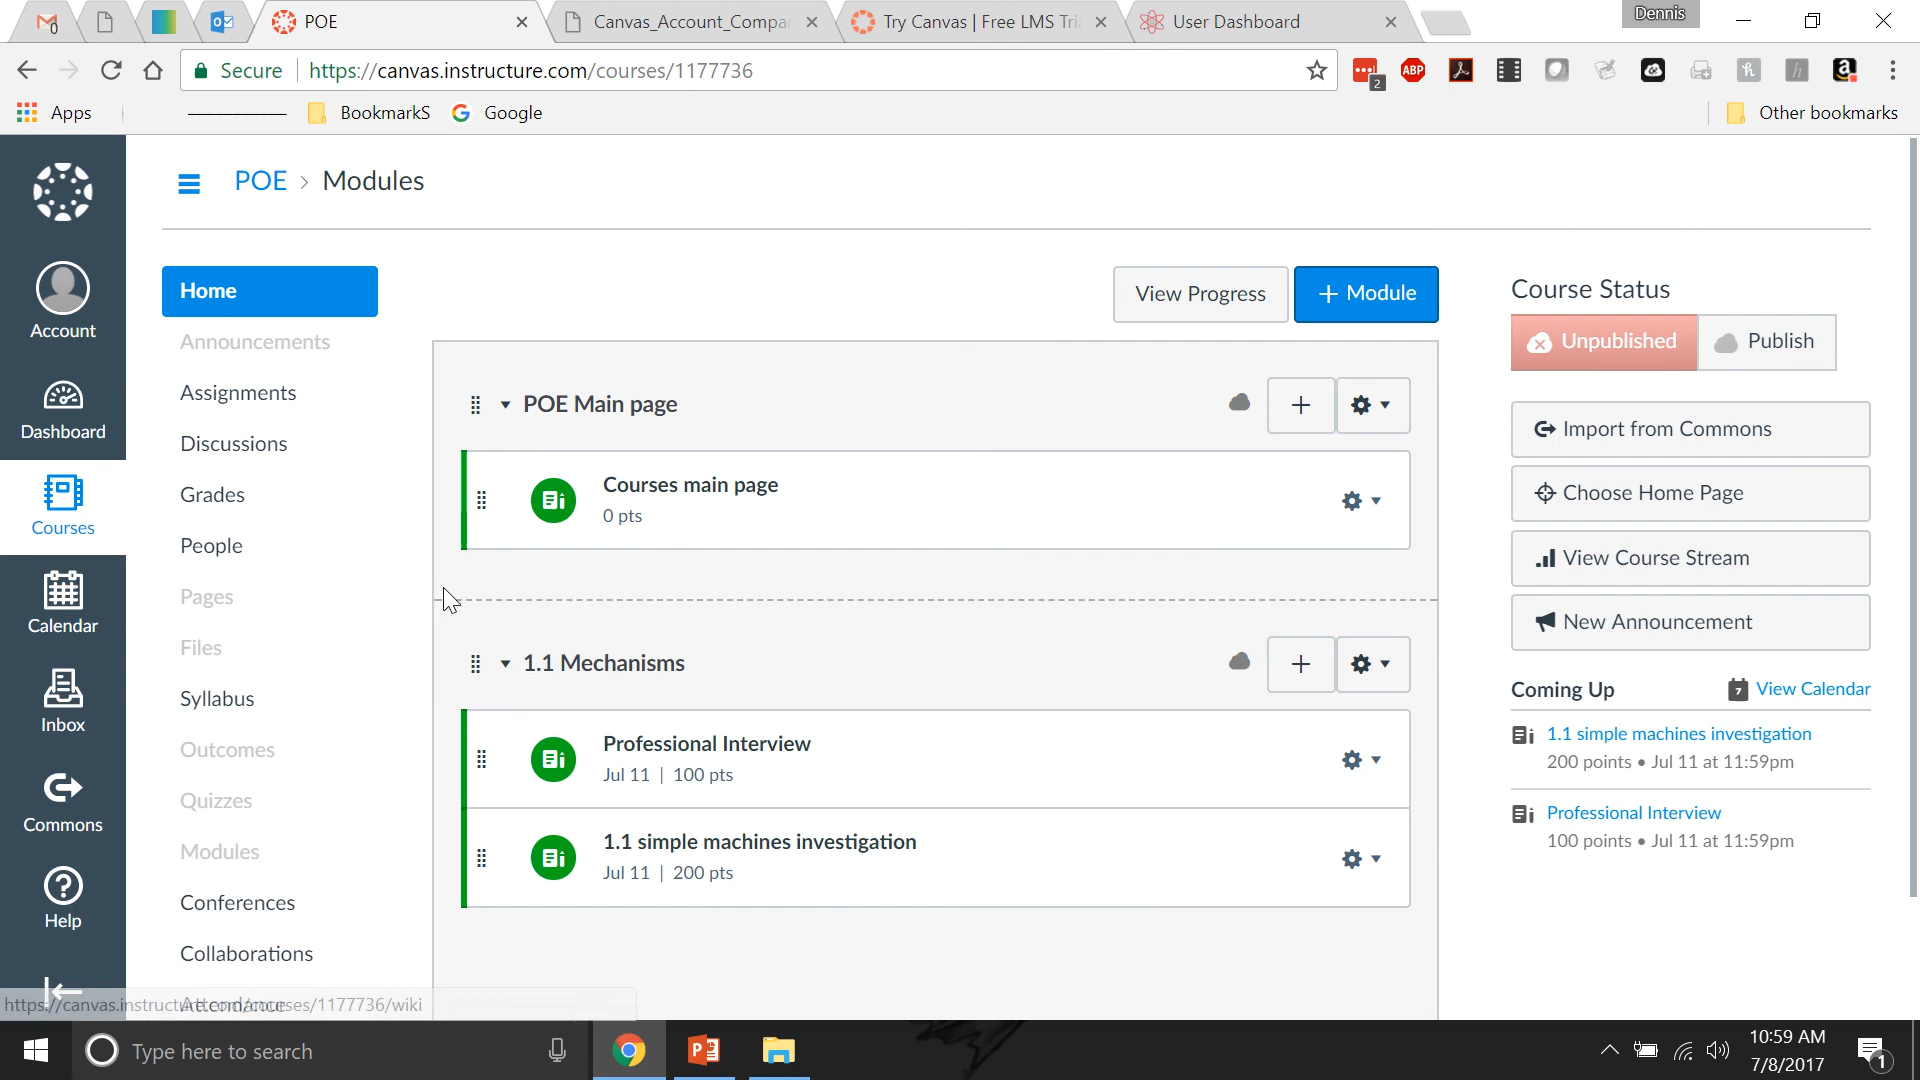 POE
Canvas_Account_Compa
Try Canvas | Free LMS Tri
User Dashboard
Dennis
Secure
https://canvas.instructure.com/courses/1177736
2
ABP
Apps
BookmarkS
Google
Other bookmarks
POE > Modules
Account
Dashboard
Courses
Calendar
Inbox
Commons
Help
Home
Announcements
Assignments
Discussions
Grades
People
Pages
Files
Syllabus
Outcomes
Quizzes
Modules
Conferences
Collaborations
Attendance
View Progress
+ Module
POE Main page
Courses main page
0 pts
1.1 Mechanisms
Professional Interview
Jul 11 | 100 pts
1.1 simple machines investigation
Jul 11 | 200 pts
Course Status
Unpublished
Publish
Import from Commons
Choose Home Page
View Course Stream
New Announcement
Coming Up
7 View Calendar
1.1 simple machines investigation
200 points • Jul 11 at 11:59pm
Professional Interview
100 points • Jul 11 at 11:59pm
https://canvas.instructure.com/courses/1177736/wiki
Type here to search
10:59 AM
7/8/2017
1